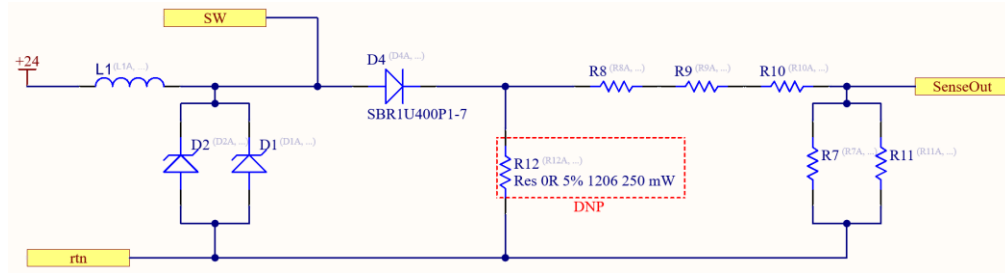 SW
+24
L1 (L1A, ...)
D4 (D4A, ...)
SBR1U400P1-7
R8 (R8A, ...)
R9 (R9A, ...)
R10 (R10A, ...)
SenseOut
D2 (D2A, ...)
D1 (D1A, ...)
R12 (R12A, ...)
Res 0R 5% 1206 250 mW
DNP
R7 (R7A, ...)
R11 (R11A, ...)
rtn